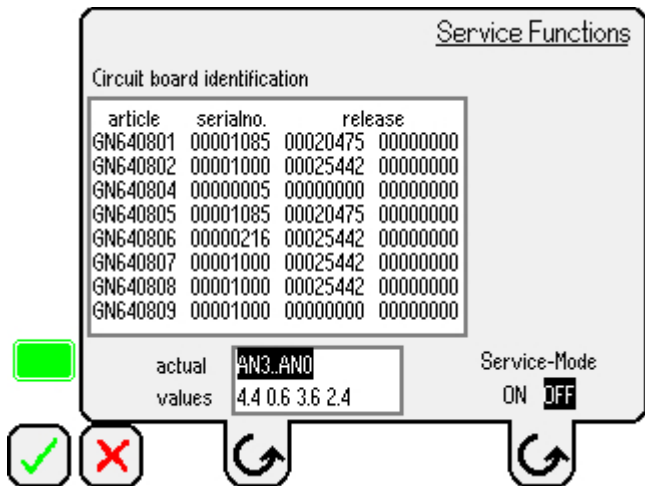 Service Functions
Circuit board identification
article serialno. release
GN640801 00001085 00020475 00000000
GN640802 00001000 00025442 00000000
GN640804 00000005 00000000 00000000
GN640805 00001085 00020475 00000000
GN640806 00000216 00025442 00000000
GN640807 00001000 00025442 00000000
GN640808 00001000 00025442 00000000
GN640809 00001000 00000000 00000000
actual AN3..AN0 Service-Mode
values 4.4 0.6 3.6 2.4 ON OFF